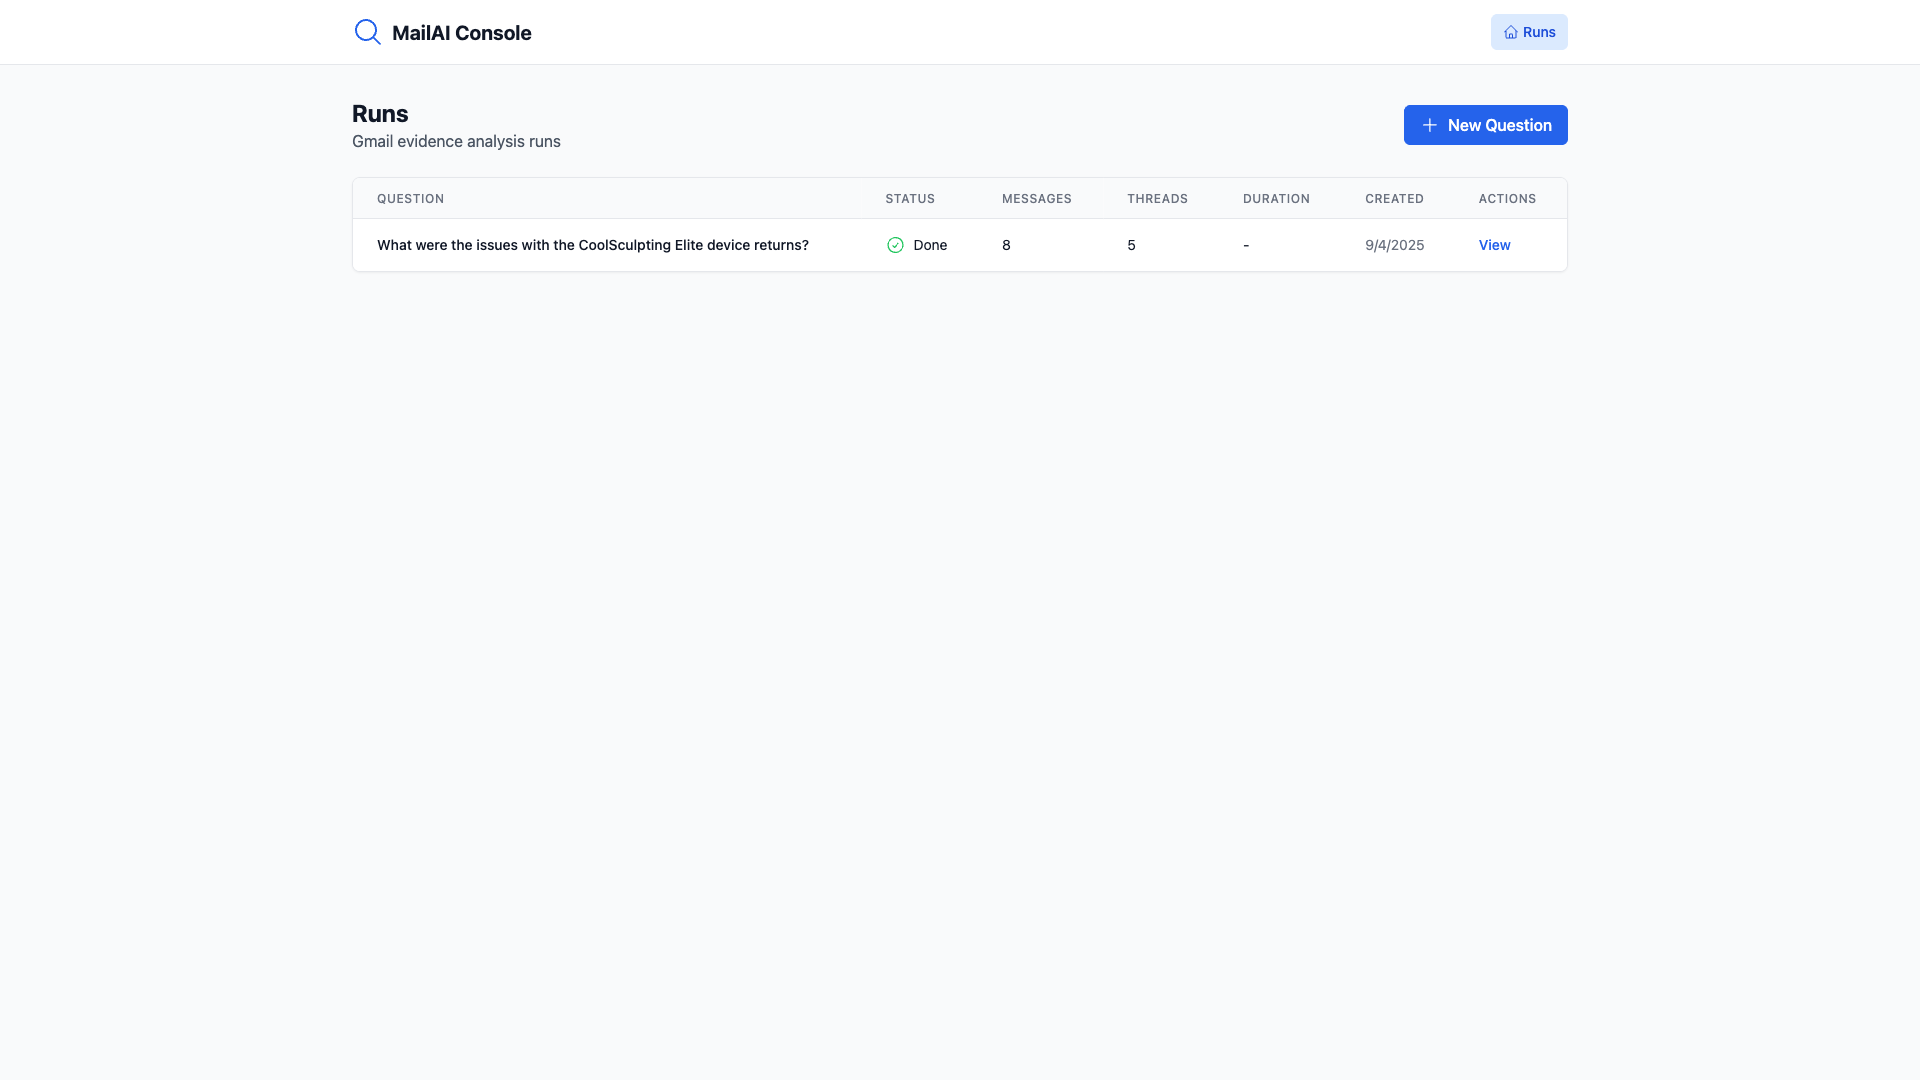 MailAI Console
Runs
Runs
Gmail evidence analysis runs
New Question
QUESTION STATUS MESSAGES THREADS DURATION CREATED ACTIONS
What were the issues with the CoolSculpting Elite device returns? Done 8 5 - 9/4/2025 View